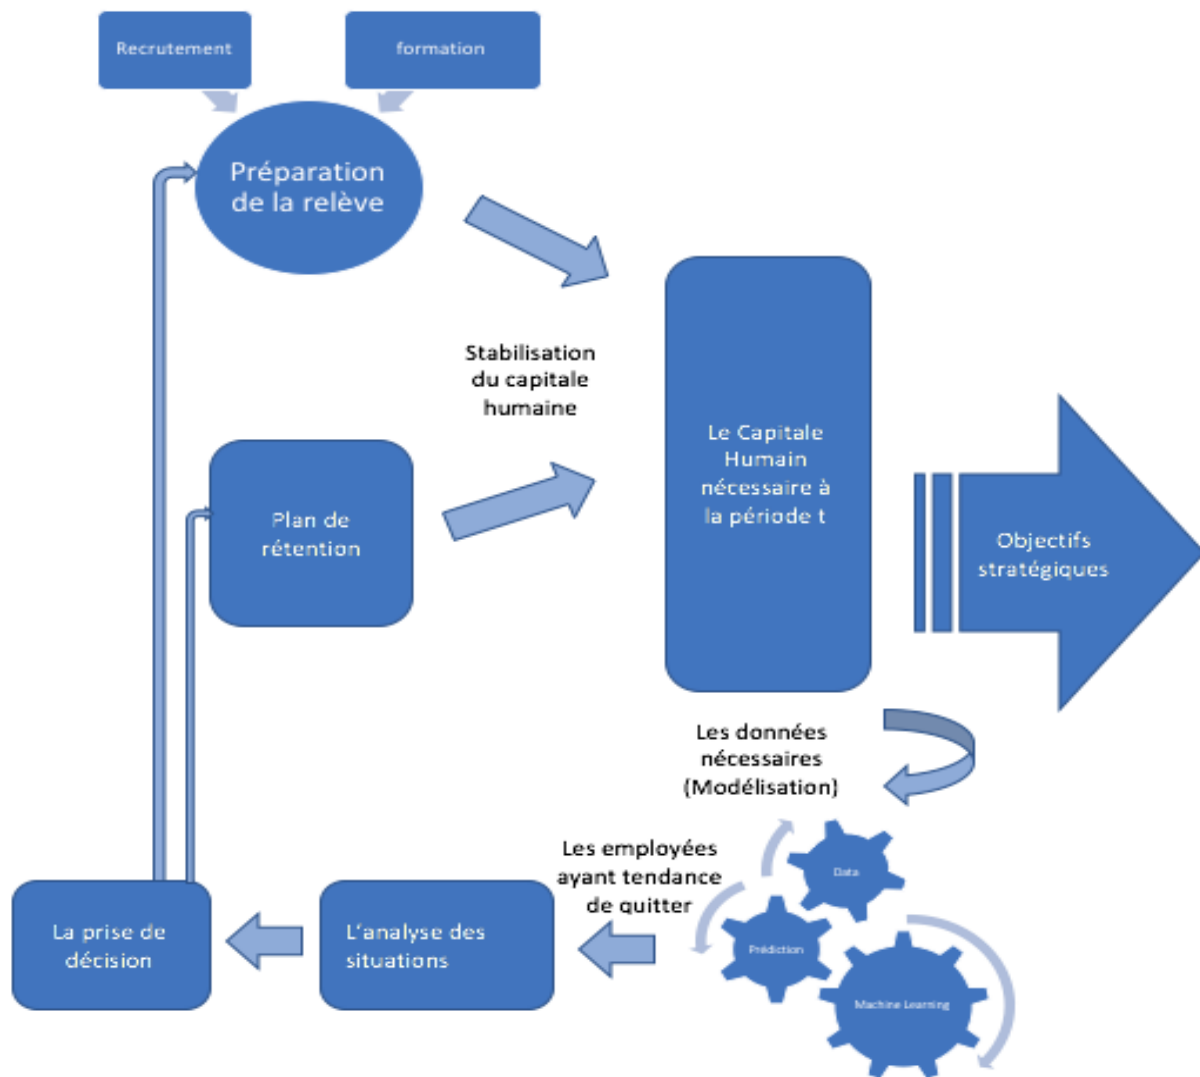 Recrutement
formation
Préparation
de la relève
Stabilisation
du capitale
humaine
Le Capitale
Humain
nécessaire à
la période t
Plan de
rétention
Objectifs
stratégiques
Les données
nécessaires
(Modélisation)
Les employées
ayant tendance
de quitter
Data
Prédiction
Machine Learning
L'analyse des
situations
La prise de
décision